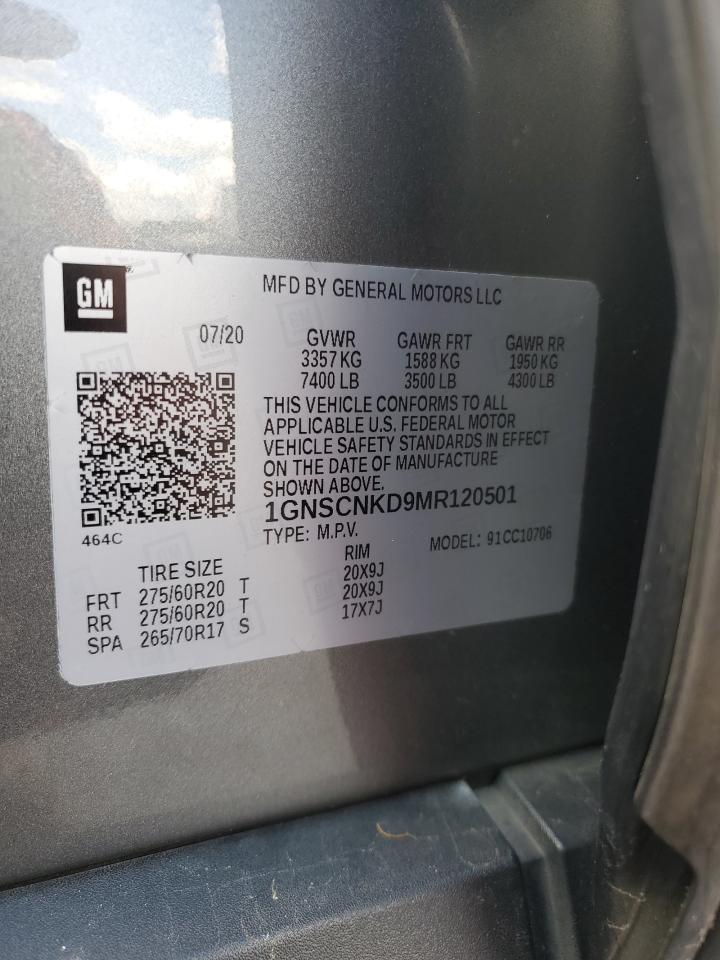 GM
MFD BY GENERAL MOTORS LLC
07/20 GVWR GAWR FRT GAWR RR
3357 KG 1588 KG 1950 KG
7400 LB 3500 LB 4300 LB
THIS VEHICLE CONFORMS TO ALL
APPLICABLE U.S. FEDERAL MOTOR
VEHICLE SAFETY STANDARDS IN EFFECT
ON THE DATE OF MANUFACTURE
SHOWN ABOVE.
1GNSCNKD9MR120501
464C
TYPE: M.P.V. MODEL: 91CC10706
TIRE SIZE RIM
FRT 275/60R20 T 20X9J
RR 275/60R20 T 20X9J
SPA 265/70R17 S 17X7J